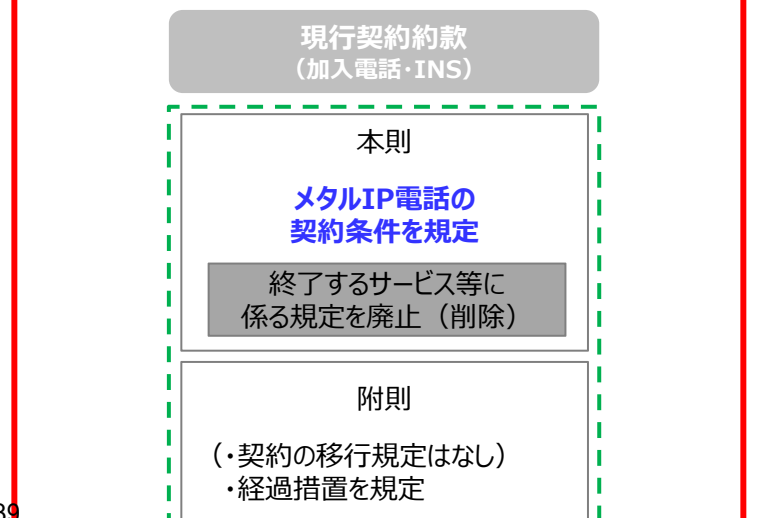 現行契約約款
（加入電話・INS）
本則
メタルIP電話の
契約条件を規定
終了するサービス等に
係る規定を廃止（削除）
附則
（・契約の移行規定はなし）
・経過措置を規定
39